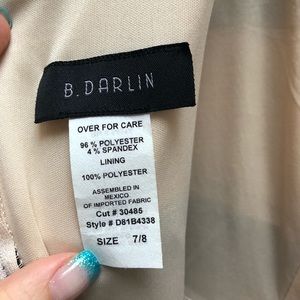 B. DARLIN
OVER FOR CARE
96 % POLYESTER
4 % SPANDEX
LINING
100% POLYESTER
ASSEMBLED IN
MEXICO.
OF IMPORTED FABRIC
Cut # 30485
Style # D81B4338
SIZE 7/8